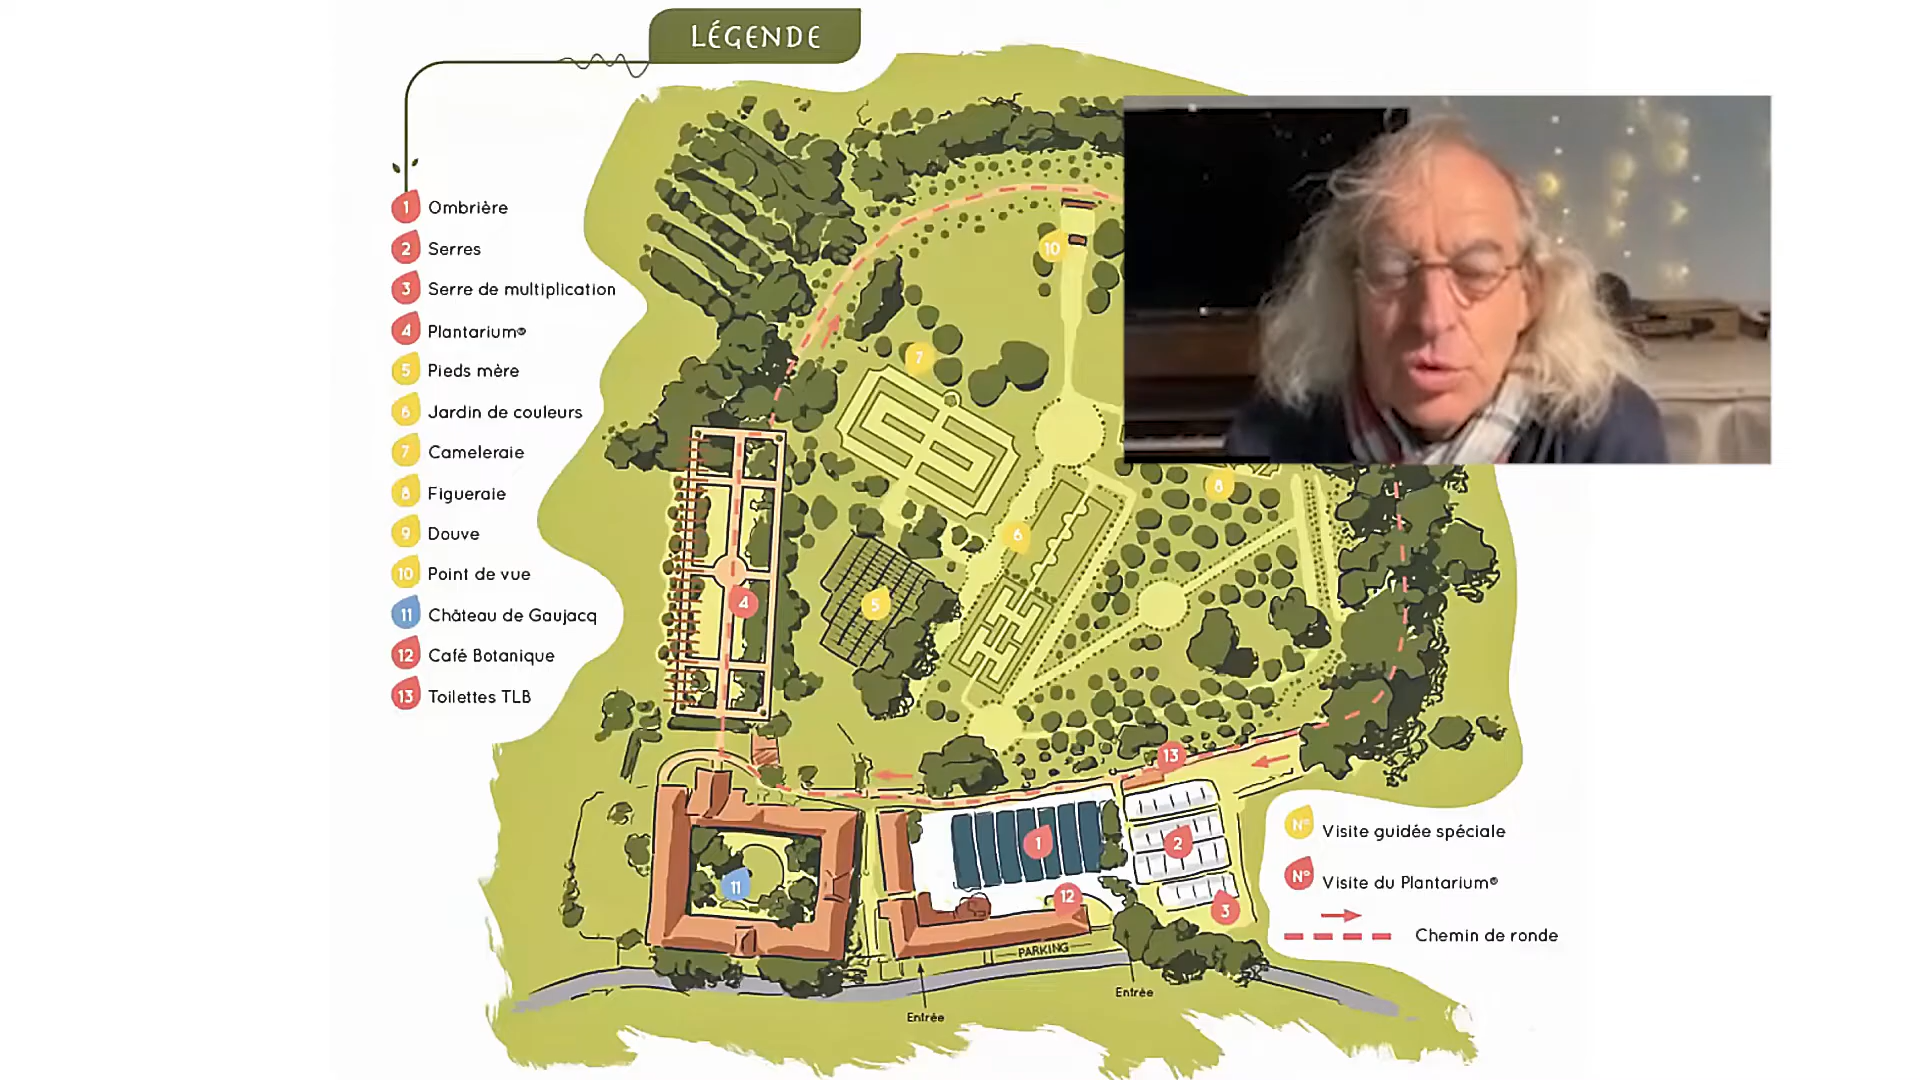 LÉGENDE
1 Ombrière
2 Serres
3 Serre de multiplication
4 Plantarium®
5 Pieds mère
6 Jardin de couleurs
7 Cameleraie
8 Figueraie
9 Douve
10 Point de vue
11 Château de Gaujacq
12 Café Botanique
13 Toilettes TLB
10
7
8
6
4
5
13
1
2
11
12
3
PARKING
Entrée
Entrée
N° Visite guidée spéciale
N° Visite du Plantarium®
Chemin de ronde